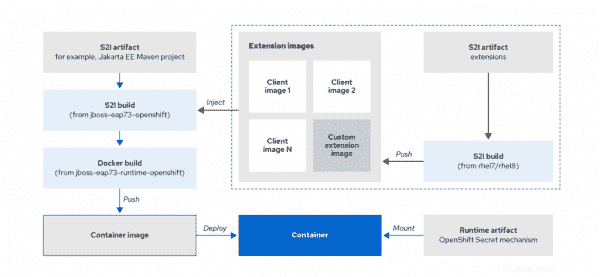 S2I artifact
for example, Jakarta EE Maven project
S2I build
(from jboss-eap73-openshift)
Docker build
(from jboss-eap73-runtime-openshift)
Push
Container image
Deploy
Inject
Extension images
Client
image 1
Client
image 2
Client
image N
Custom
extension
image
S2I artifact
extensions
Push
S2I build
(from rhel7/rhel8)
Container
Mount
Runtime artifact
OpenShift Secret mechanism